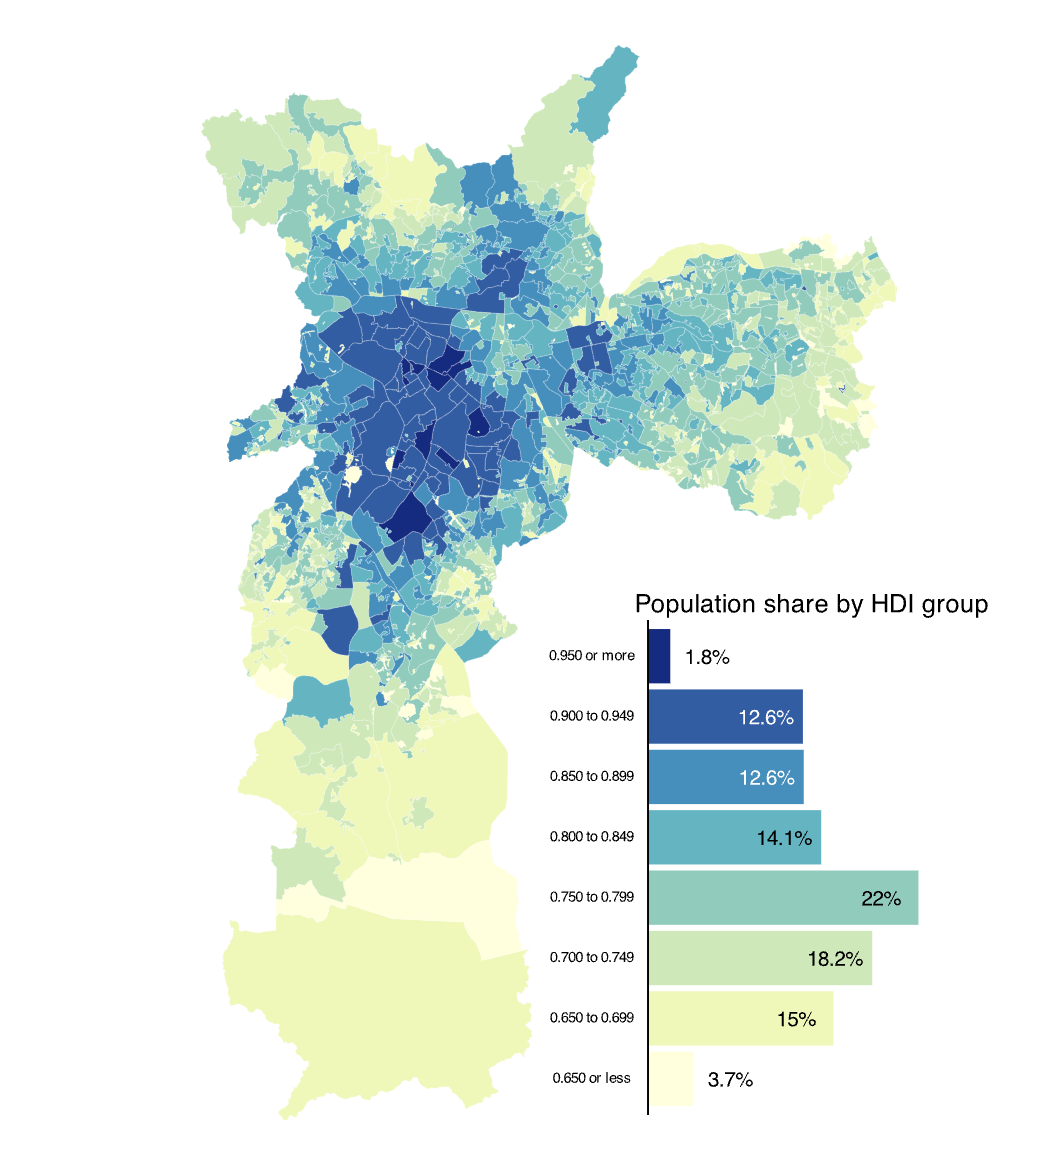 Population share by HDI group
0.950 or more 1.8%
0.900 to 0.949 12.6%
0.850 to 0.899 12.6%
0.800 to 0.849 14.1%
0.750 to 0.799 22%
0.700 to 0.749 18.2%
0.650 to 0.699 15%
0.650 or less 3.7%